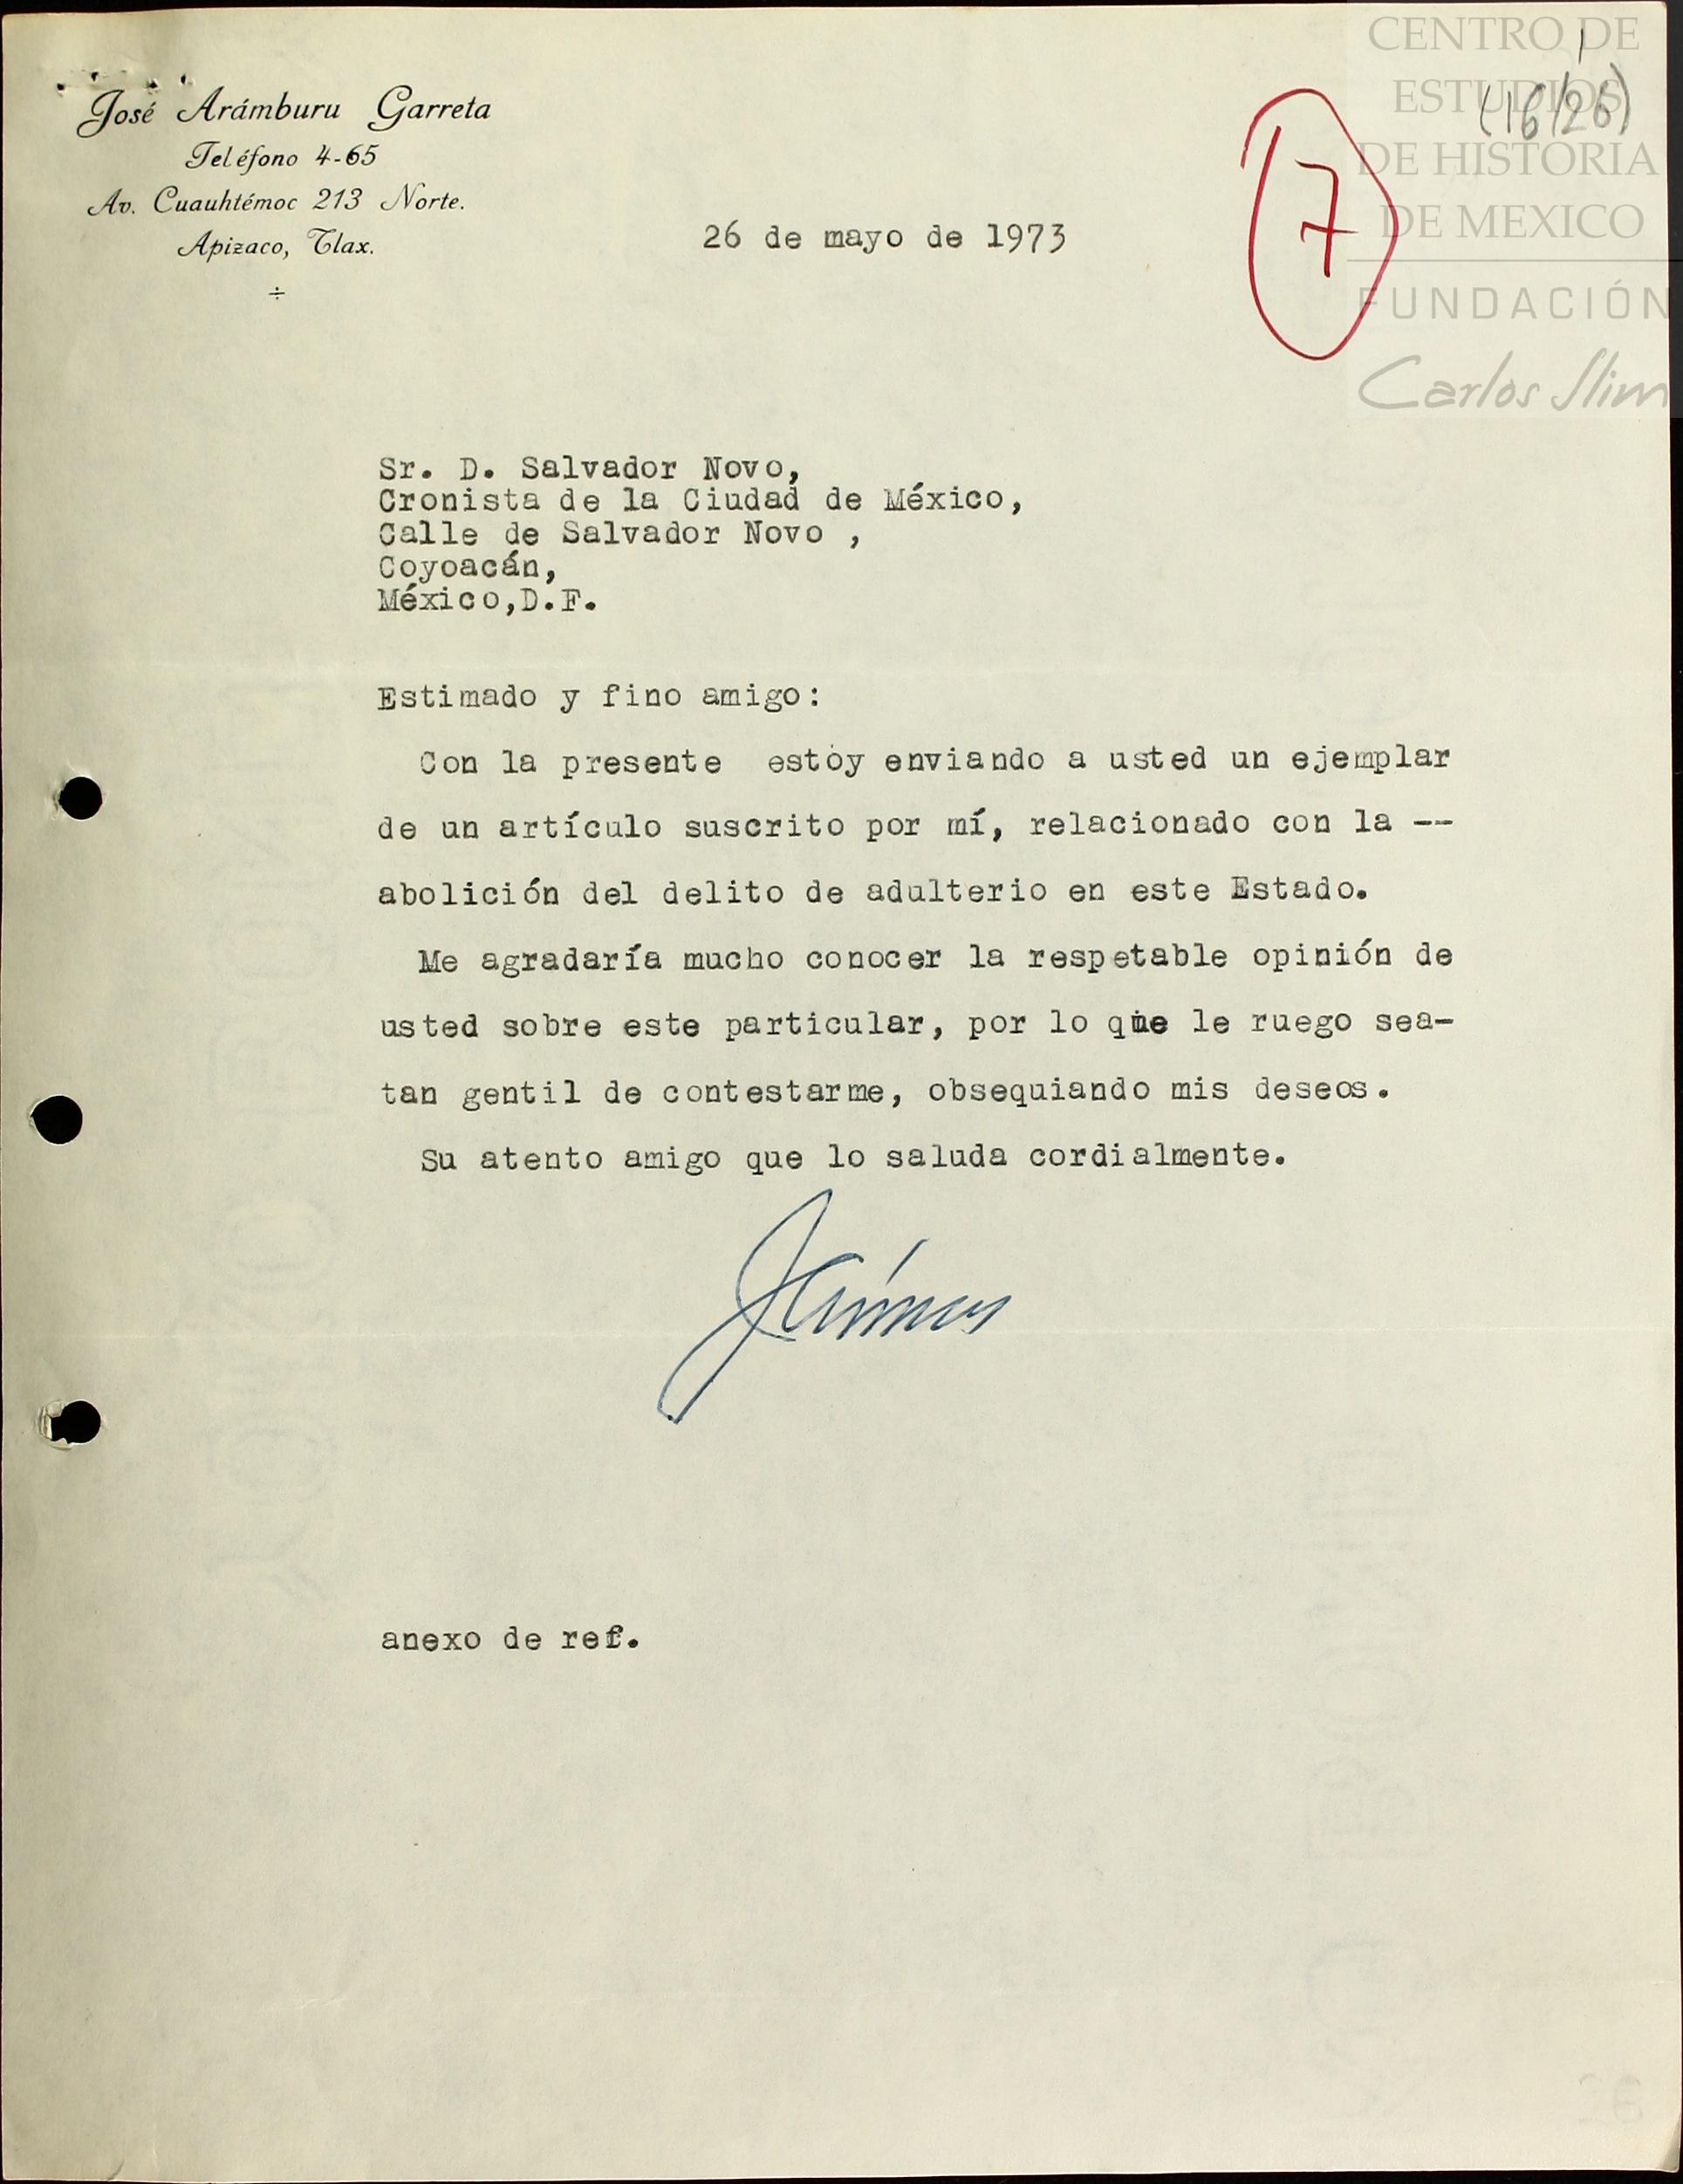 José Arámburu Garreta
Teléfono 4-65
Av. Cuauhtémoc 213 Norte.
Apizaco, Tlax.
÷
26 de mayo de 1973
7
1
(16/26)
CENTRO DE
ESTUDIOS
DE HISTORIA
DE MEXICO
FUNDACIÓN
Carlos Slim
Sr. D. Salvador Novo,
Cronista de la Ciudad de México,
Calle de Salvador Novo ,
Coyoacán,
México,D.F.
Estimado y fino amigo:
Con la presente estoy enviando a usted un ejemplar
de un artículo suscrito por mí, relacionado con la --
abolición del delito de adulterio en este Estado.
Me agradaría mucho conocer la respetable opinión de
usted sobre este particular, por lo que le ruego sea-
tan gentil de contestarme, obsequiando mis deseos.
Su atento amigo que lo saluda cordialmente.
anexo de ref.